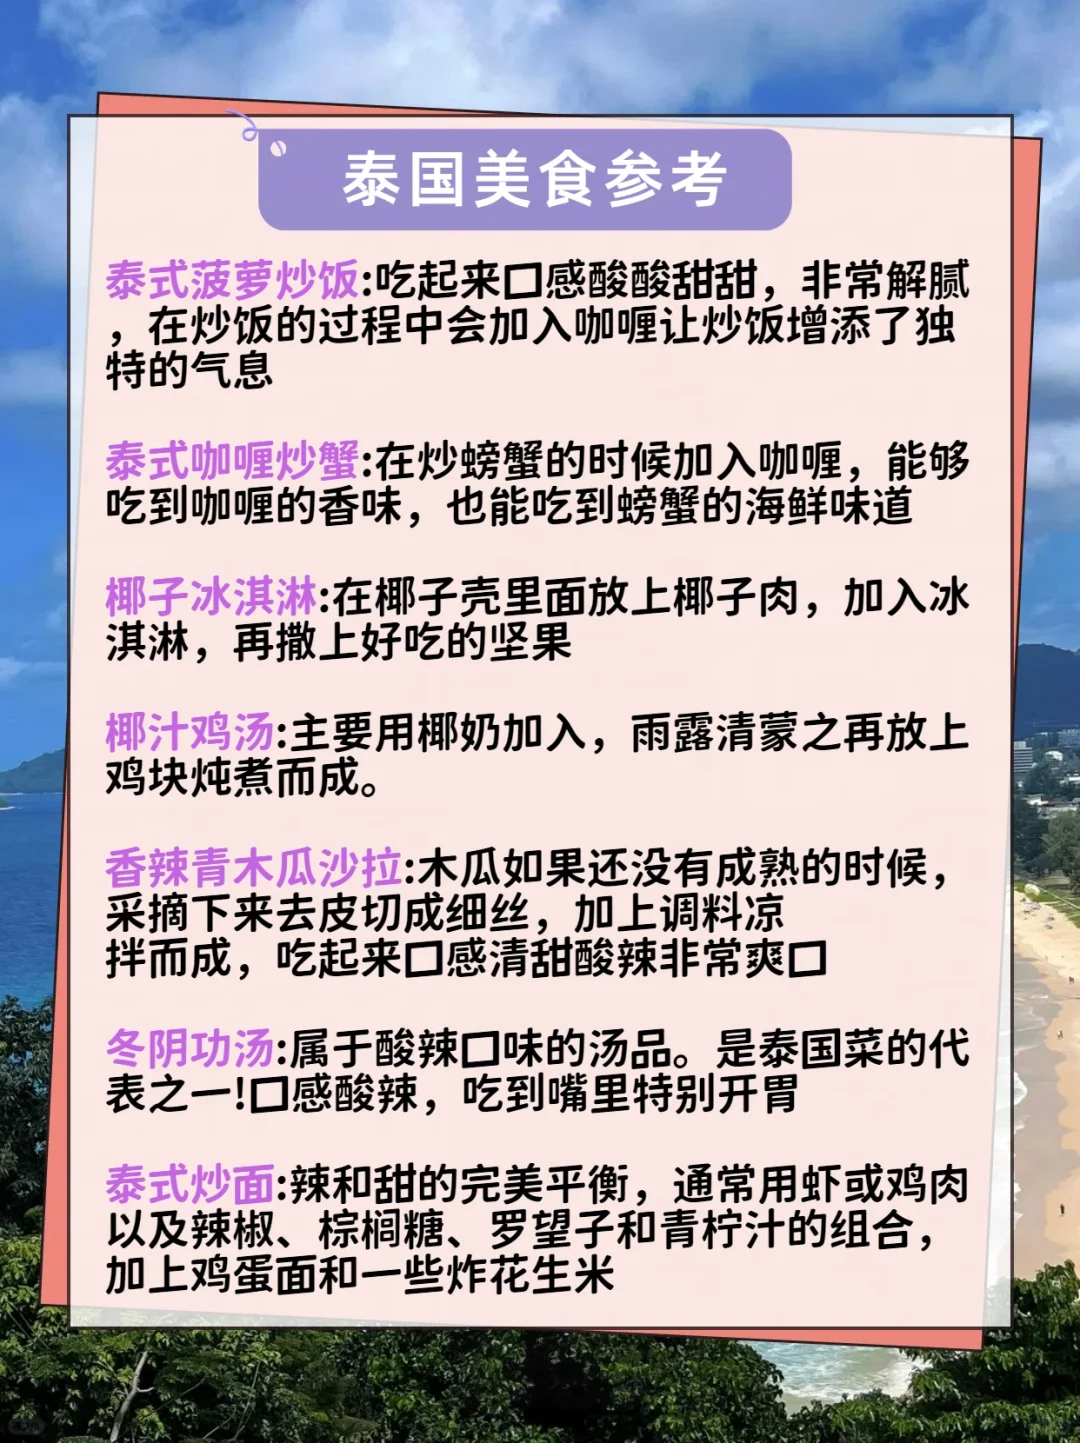 泰国美食参考
泰式菠萝炒饭:吃起来口感酸酸甜甜，非常解腻
，在炒饭的过程中会加入咖喱让炒饭增添了独
特的气息
泰式咖喱炒蟹:在炒螃蟹的时候加入咖喱，能够
吃到咖喱的香味，也能吃到螃蟹的海鲜味道
椰子冰淇淋:在椰子壳里面放上椰子肉，加入冰
淇淋，再撒上好吃的坚果
椰汁鸡汤:主要用椰奶加入，雨露清蒙之再放上
鸡块炖煮而成。
香辣青木瓜沙拉:木瓜如果还没有成熟的时候，
采摘下来去皮切成细丝，加上调料凉
拌而成，吃起来口感清甜酸辣非常爽口
冬阴功汤:属于酸辣口味的汤品。是泰国菜的代
表之一!口感酸辣，吃到嘴里特别开胃
泰式炒面:辣和甜的完美平衡，通常用虾或鸡肉
以及辣椒、棕榈糖、罗望子和青柠汁的组合，
加上鸡蛋面和一些炸花生米